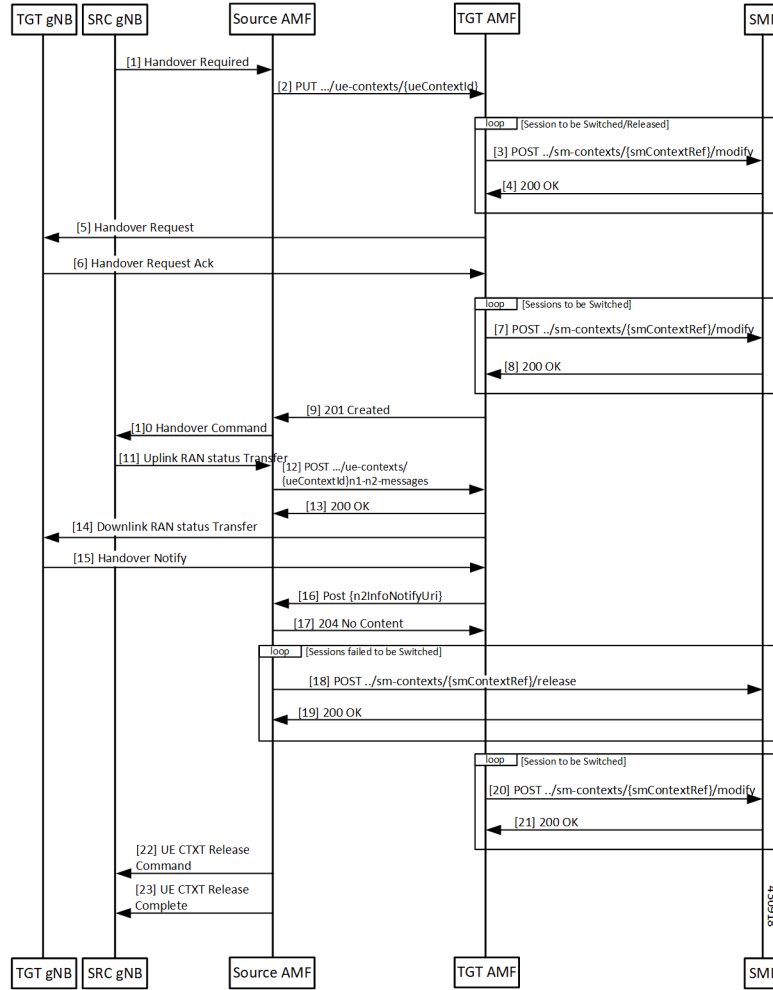 TGT gNB SRC gNB Source AMF TGT AMF SMF
[1] Handover Required
[2] PUT .../ue-contexts/{ueContextId}
loop [Session to be Switched/Released]
[3] POST ../sm-contexts/{smContextRef}/modify
[4] 200 OK
[5] Handover Request
[6] Handover Request Ack
loop [Sessions to be Switched]
[7] POST ../sm-contexts/{smContextRef}/modify
[8] 200 OK
[9] 201 Created
[1]0 Handover Command
[11] Uplink RAN status Transfer
[12] POST .../ue-contexts/
{ueContextId}n1-n2-messages
[13] 200 OK
[14] Downlink RAN status Transfer
[15] Handover Notify
[16] Post {n2InfoNotifyUri}
[17] 204 No Content
loop [Sessions failed to be Switched]
[18] POST ../sm-contexts/{smContextRef}/release
[19] 200 OK
loop [Session to be Switched]
[20] POST ../sm-contexts/{smContextRef}/modify
[21] 200 OK
[22] UE CTXT Release
Command
[23] UE CTXT Release
Complete
TGT gNB SRC gNB Source AMF TGT AMF SMF